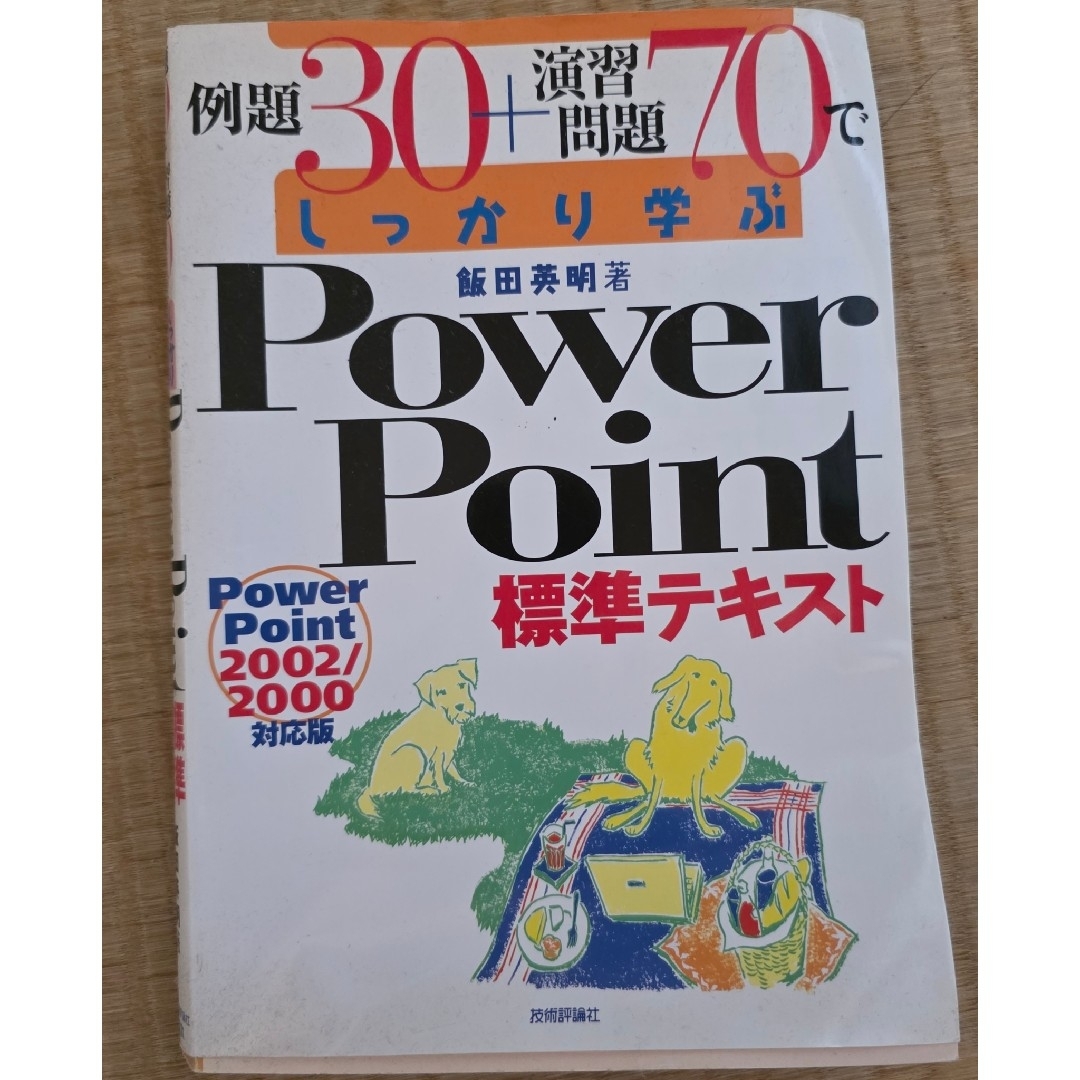 例題30+演習問題70で
しっかり学ぶ
飯田英明著
Power
Point
標準テキスト
Power
Point
2002/
2000
対応版
技術評論社